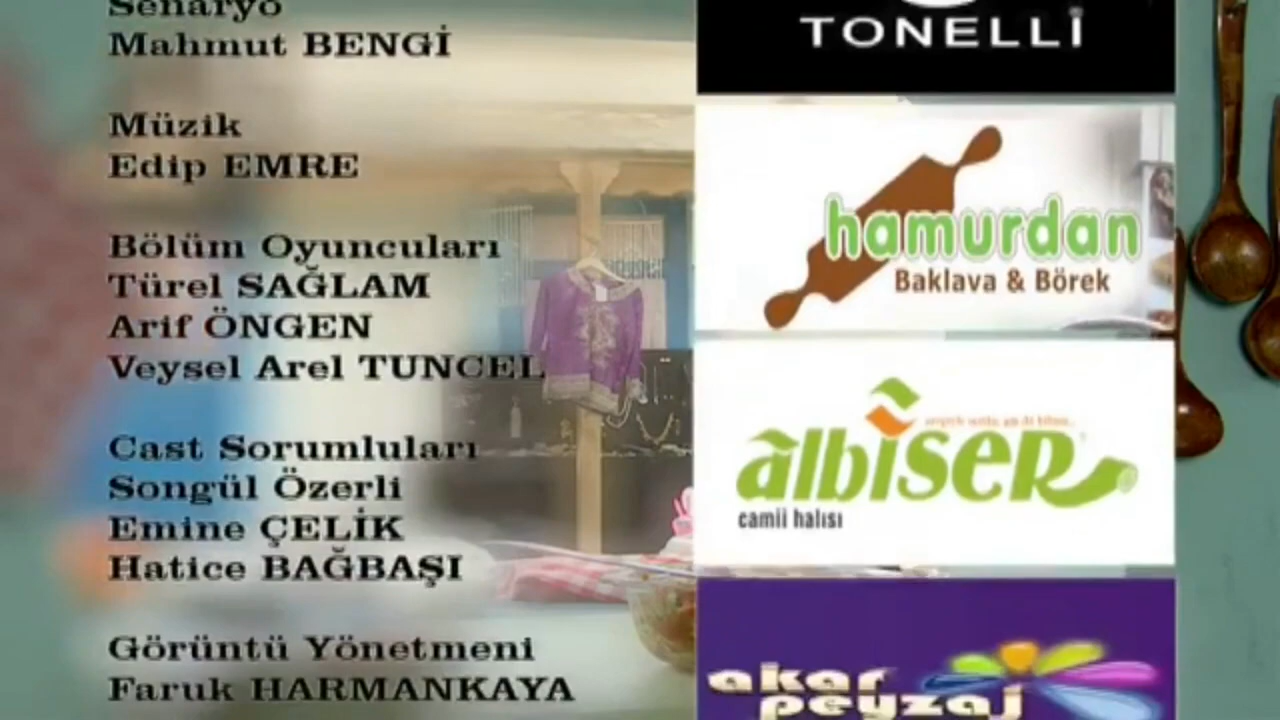 Senaryo
Mahmut BENGİ
Müzik
Edip EMRE
Bölüm Oyuncuları
Türel SAĞLAM
Arif ÖNGEN
Veysel Arel TUNCEL
Cast Sorumluları
Songül Özerli
Emine ÇELİK
Hatice BAĞBAŞI
Görüntü Yönetmeni
Faruk HARMANKAYA
TONELLİ
hamurdan
Baklava & Börek
albiser
camii halısı
akar
peyzaj